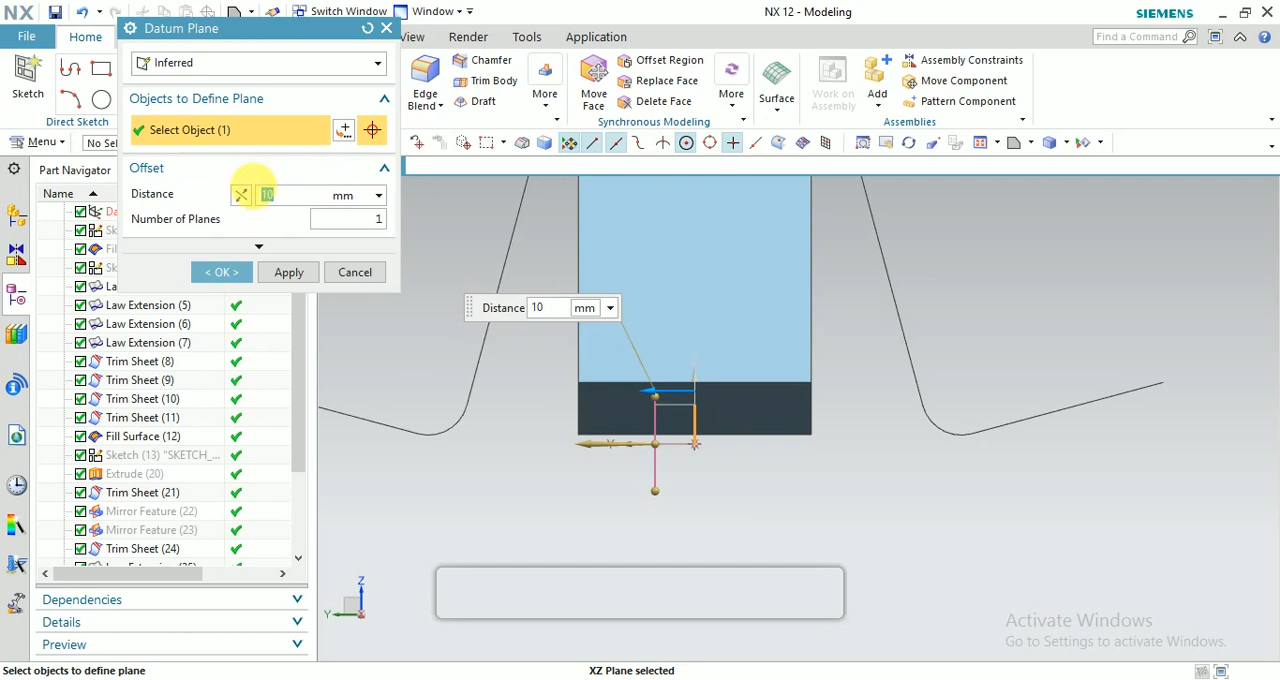 NX
Switch Window
Window
NX 12 - Modeling
SIEMENS
Datum Plane
File
Home
View
Render
Tools
Application
Find a Command
Inferred
Objects to Define Plane
Select Object (1)
Offset
Distance
10
mm
Number of Planes
1
< OK >
Apply
Cancel
Sketch
Direct Sketch
Edge
Blend
Chamfer
Trim Body
Draft
More
Move
Face
Offset Region
Replace Face
Delete Face
More
Synchronous Modeling
Surface
Work on
Assembly
Add
Assembly Constraints
Move Component
Pattern Component
Assemblies
Menu
No Sel
Part Navigator
Name
Da
Sk
Fil
Sk
La
Law Extension (5)
Law Extension (6)
Law Extension (7)
Trim Sheet (8)
Trim Sheet (9)
Trim Sheet (10)
Trim Sheet (11)
Fill Surface (12)
Sketch (13) "SKETCH_...
Extrude (20)
Trim Sheet (21)
Mirror Feature (22)
Mirror Feature (23)
Trim Sheet (24)
Dependencies
Details
Preview
Distance 10 mm
Y
Z
Y
Activate Windows
Go to Settings to activate Windows.
Select objects to define plane
XZ Plane selected